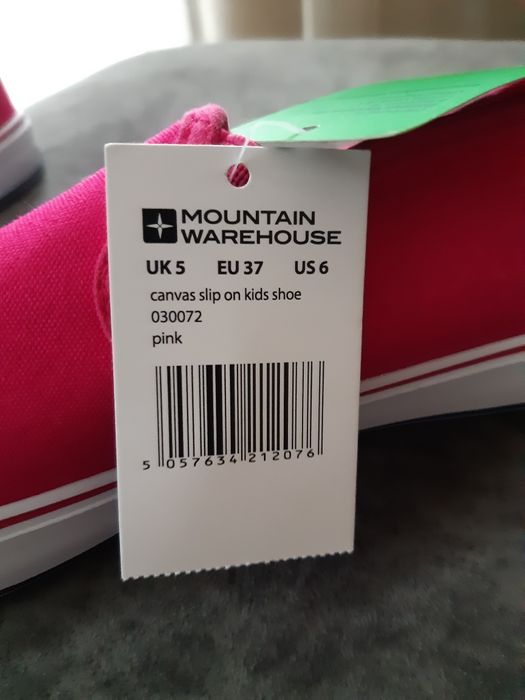 MOUNTAIN
WAREHOUSE
UK 5 EU 37 US 6
canvas slip on kids shoe
030072
pink
5 057634 212076